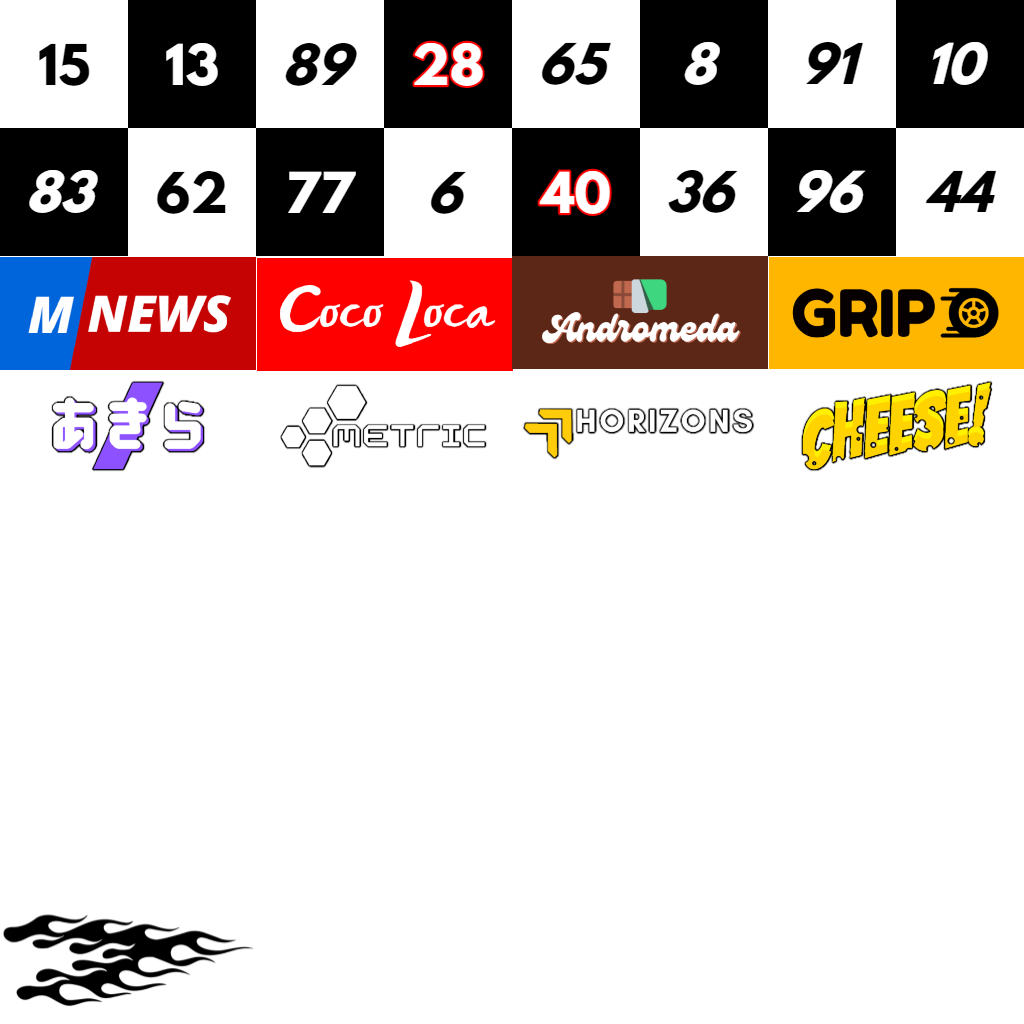 15 13 89 28 65 8 91 10
83 62 77 6 40 36 96 44
M NEWS Coco Loca Andromeda GRIP
あきら METRIC HORIZONS CHEESE!